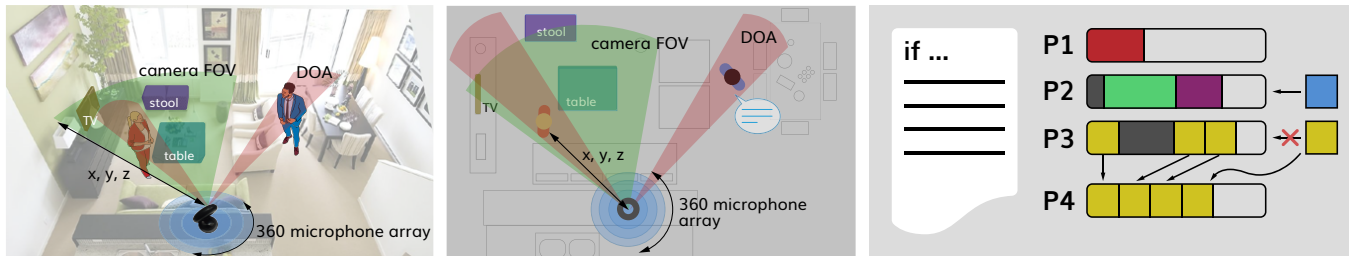 camera FOV
DOA
stool
TV
table
x, y, z
360 microphone array
stool
camera FOV
DOA
TV
table
x, y, z
360 microphone
array
if ...
P1
P2
P3
P4